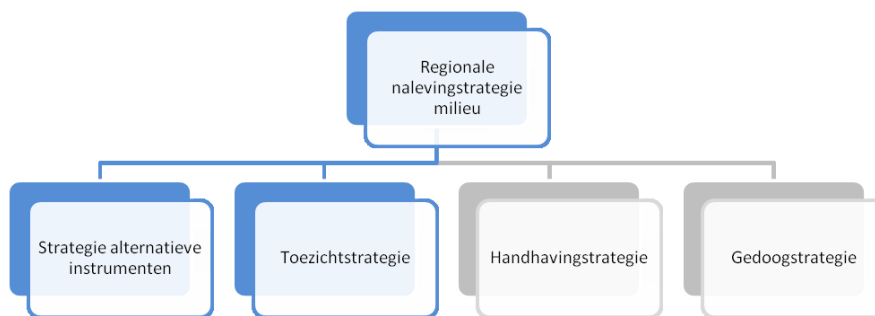 Regionale
nalevingstrategie
milieu
Strategie alternatieve
instrumenten
Toezichtstrategie
Handhavingstrategie
Gedoogstrategie